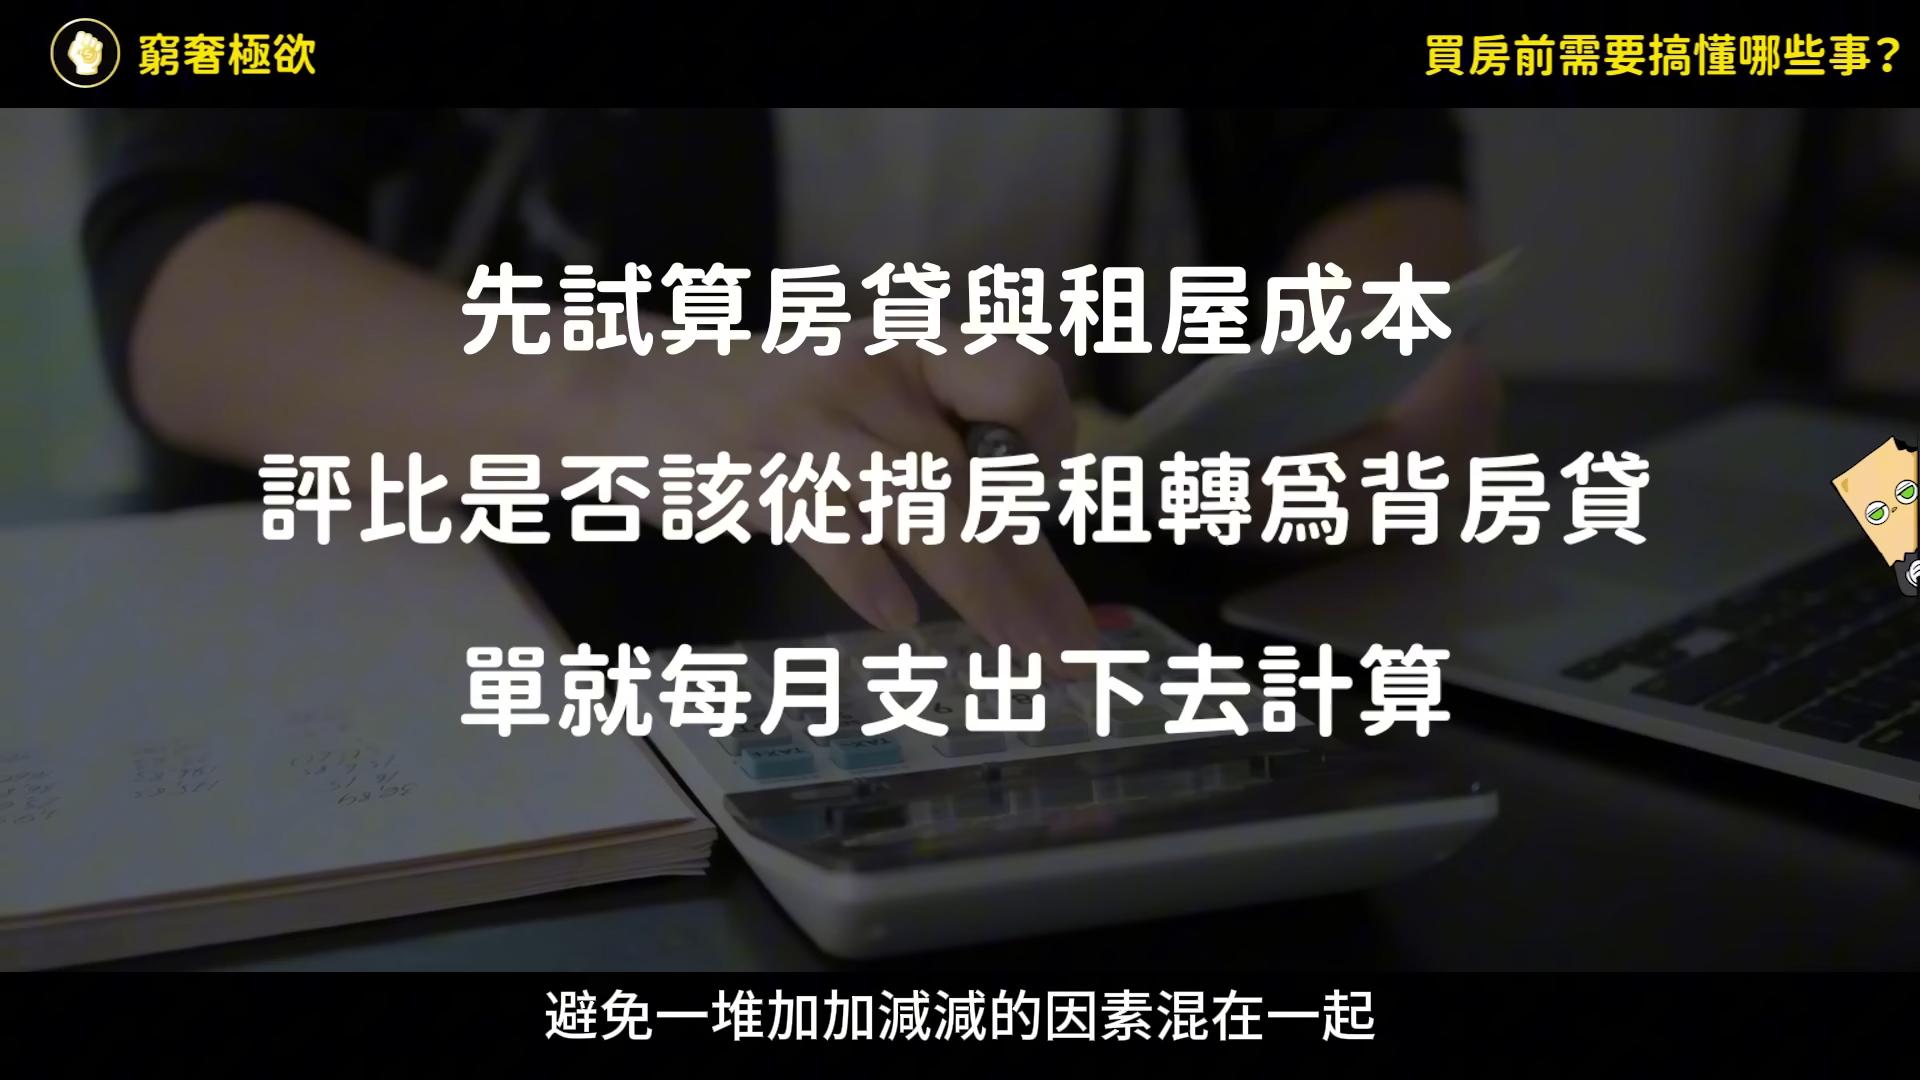 窮奢極欲
買房前需要搞懂哪些事？
先試算房貸與租屋成本
評比是否該從揹房租轉為背房貸
單就每月支出下去計算
避免一堆加加減減的因素混在一起